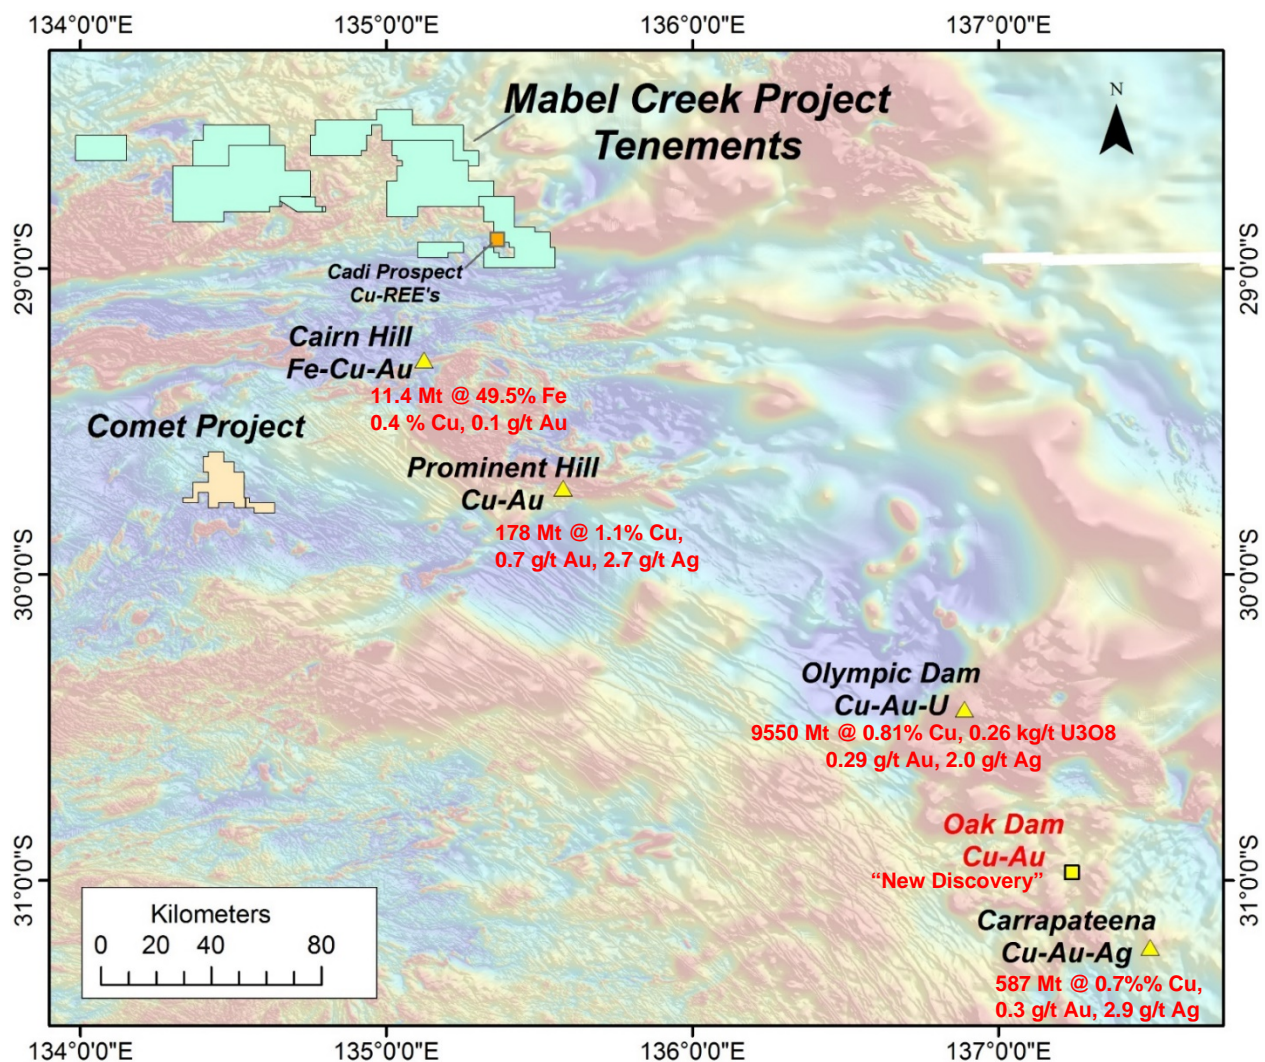 134°0'0"E 135°0'0"E 136°0'0"E 137°0'0"E
Mabel Creek Project
Tenements
N
29°0'0"S
29°0'0"S
Cadi Prospect
Cu-REE's
Cairn Hill
Fe-Cu-Au
11.4 Mt @ 49.5% Fe
0.4 % Cu, 0.1 g/t Au
Comet Project
Prominent Hill
Cu-Au
178 Mt @ 1.1% Cu,
0.7 g/t Au, 2.7 g/t Ag
30°0'0"S
30°0'0"S
Olympic Dam
Cu-Au-U
9550 Mt @ 0.81% Cu, 0.26 kg/t U3O8
0.29 g/t Au, 2.0 g/t Ag
Oak Dam
Cu-Au
“New Discovery”
31°0'0"S
31°0'0"S
Carrapateena
Cu-Au-Ag
587 Mt @ 0.7%% Cu,
0.3 g/t Au, 2.9 g/t Ag
Kilometers
0 20 40 80
134°0'0"E 135°0'0"E 136°0'0"E 137°0'0"E